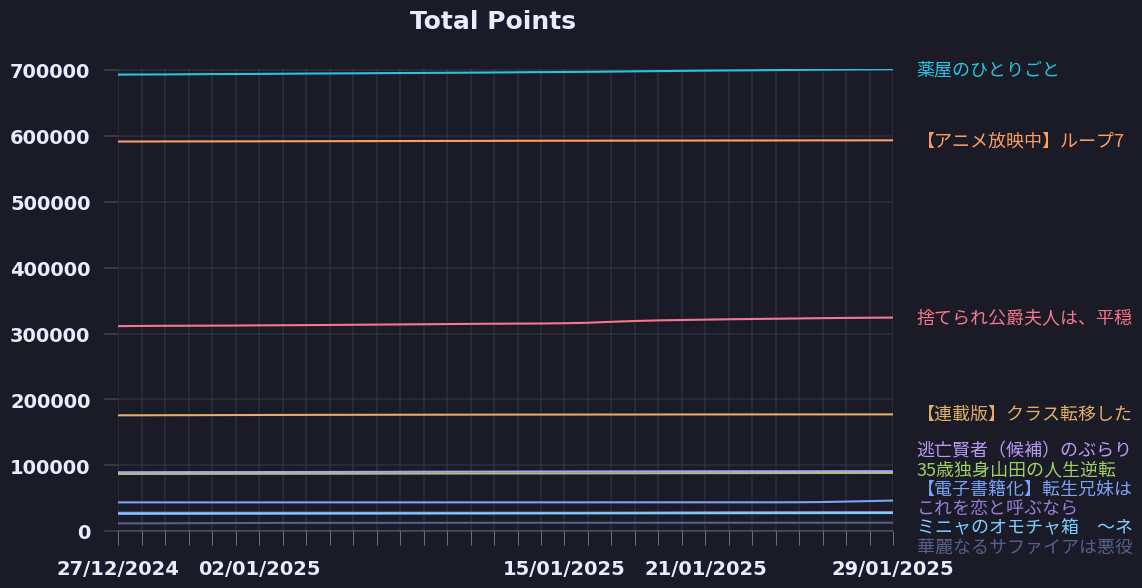 Total Points
700000
600000
500000
400000
300000
200000
100000
0
薬屋のひとりごと
【アニメ放映中】ループ7
捨てられ公爵夫人は、平穏
【連載版】クラス転移した
逃亡賢者（候補）のぶらり
35歳独身山田の人生逆転
【電子書籍化】転生兄妹は
これを恋と呼ぶなら
ミニャのオモチャ箱　～ネ
華麗なるサファイアは悪役
27/12/2024 02/01/2025 15/01/2025 21/01/2025 29/01/2025